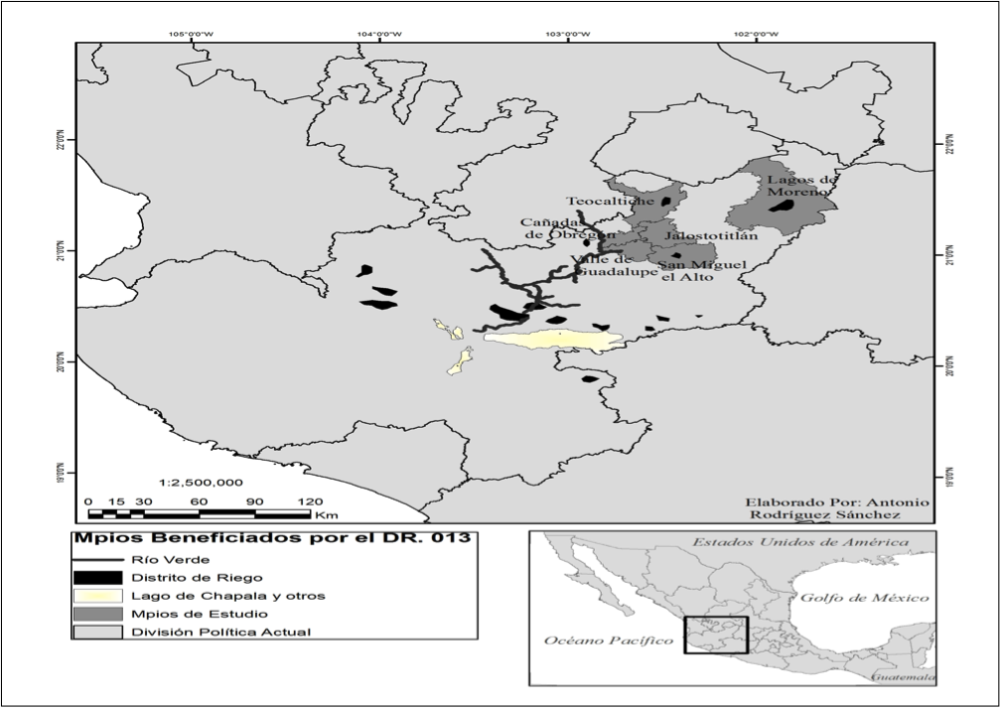 105°0'0"W 104°0'0"W 103°0'0"W 102°0'0"W
22°0'0"N
21°0'0"N
20°0'0"N
19°0'0"N
22°0'0"N
21°0'0"N
20°0'0"N
19°0'0"N
Lagos de
Moreno
Teocaltiche
Cañadas
de Obregón
Jalostotitlán
Valle de
Guadalupe
San Miguel
el Alto
1:2,500,000
0 15 30 60 90 120
Km
Elaborado Por: Antonio
Rodríguez Sánchez
Mpios Beneficiados por el DR. 013
Río Verde
Distrito de Riego
Lago de Chapala y otros
Mpios de Estudio
División Política Actual
Estados Unidos de América
Golfo de México
Océano Pacífico
Guatemala